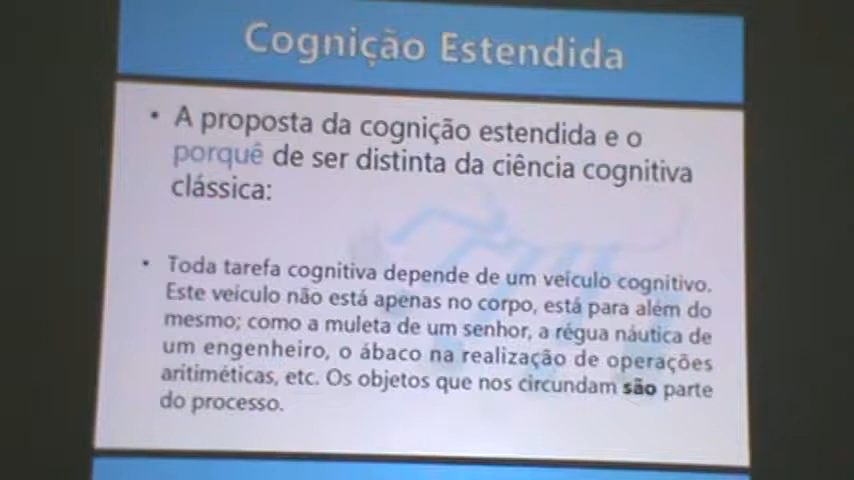 Cognição Estendida
• A proposta da cognição estendida e o
porquê de ser distinta da ciência cognitiva
clássica:
• Toda tarefa cognitiva depende de um veículo cognitivo.
Este veículo não está apenas no corpo, está para além do
mesmo; como a muleta de um senhor, a régua náutica de
um engenheiro, o ábaco na realização de operações
aritiméticas, etc. Os objetos que nos circundam são parte
do processo.